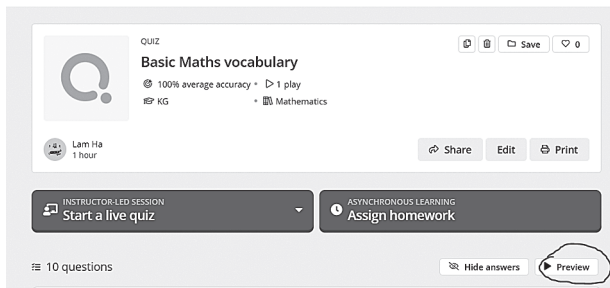 QUIZ
Save
0
Basic Maths vocabulary
100% average accuracy • 1 play
KG • Mathematics
Lam Ha
1 hour
Share Edit Print
INSTRUCTOR-LED SESSION
Start a live quiz
ASYNCHRONOUS LEARNING
Assign homework
10 questions
Hide answers
Preview